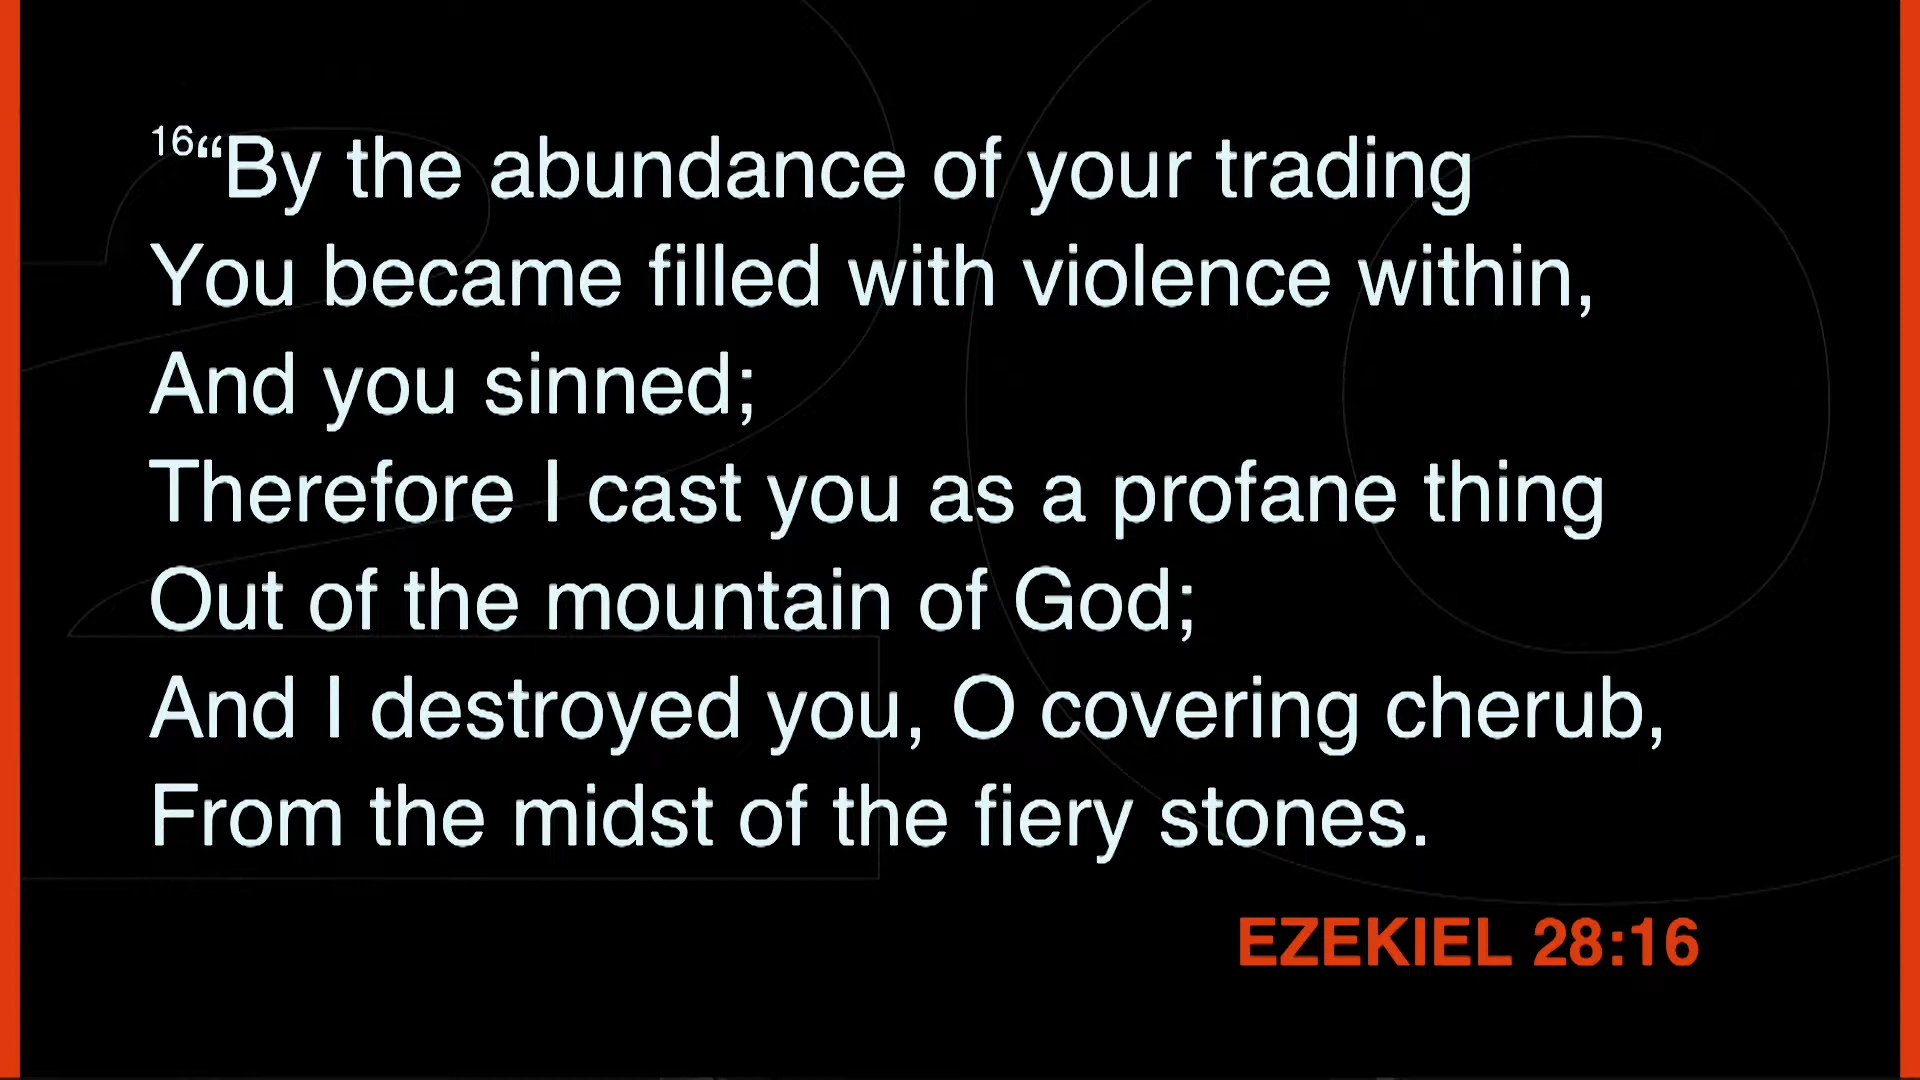 16“By the abundance of your trading
You became filled with violence within,
And you sinned;
Therefore I cast you as a profane thing
Out of the mountain of God;
And I destroyed you, O covering cherub,
From the midst of the fiery stones.
EZEKIEL 28:16